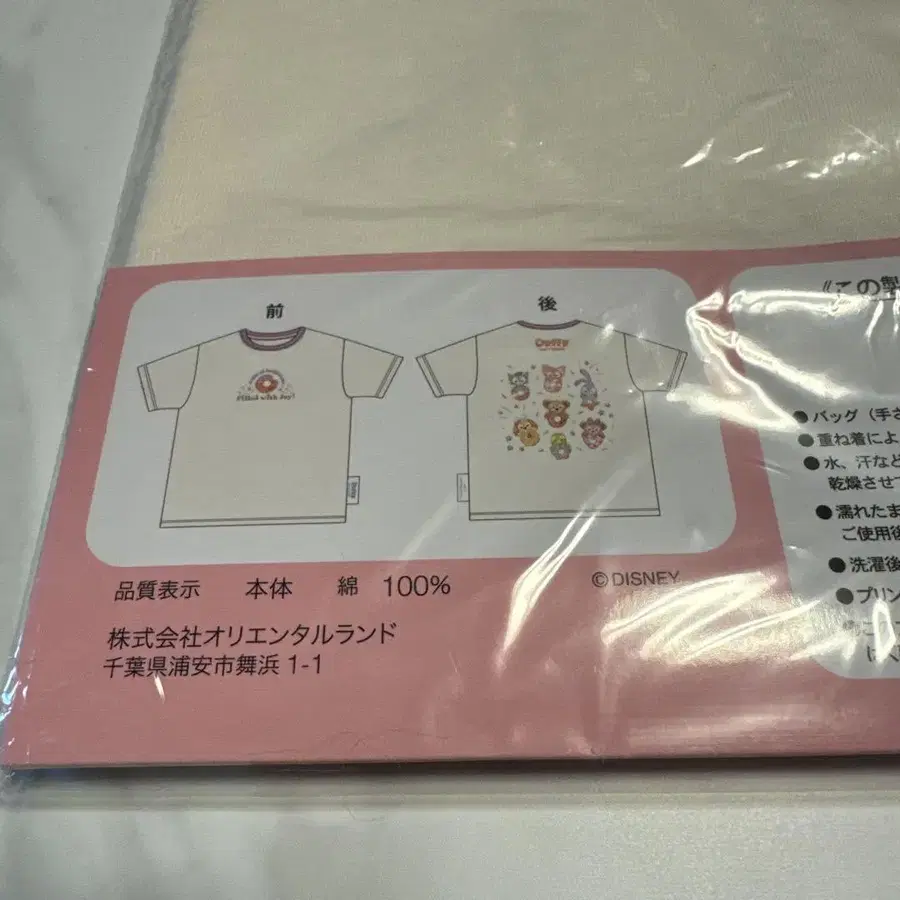 前
後
Filled with Joy!
Duffy
品質表示 本体 綿 100%
©DISNEY
株式会社オリエンタルランド
千葉県浦安市舞浜 1-1
《この製
●バッグ（手さ
●重ね着によ
●水、汗など
乾燥させて
●濡れたま
ご使用後
●洗濯後
●プリン